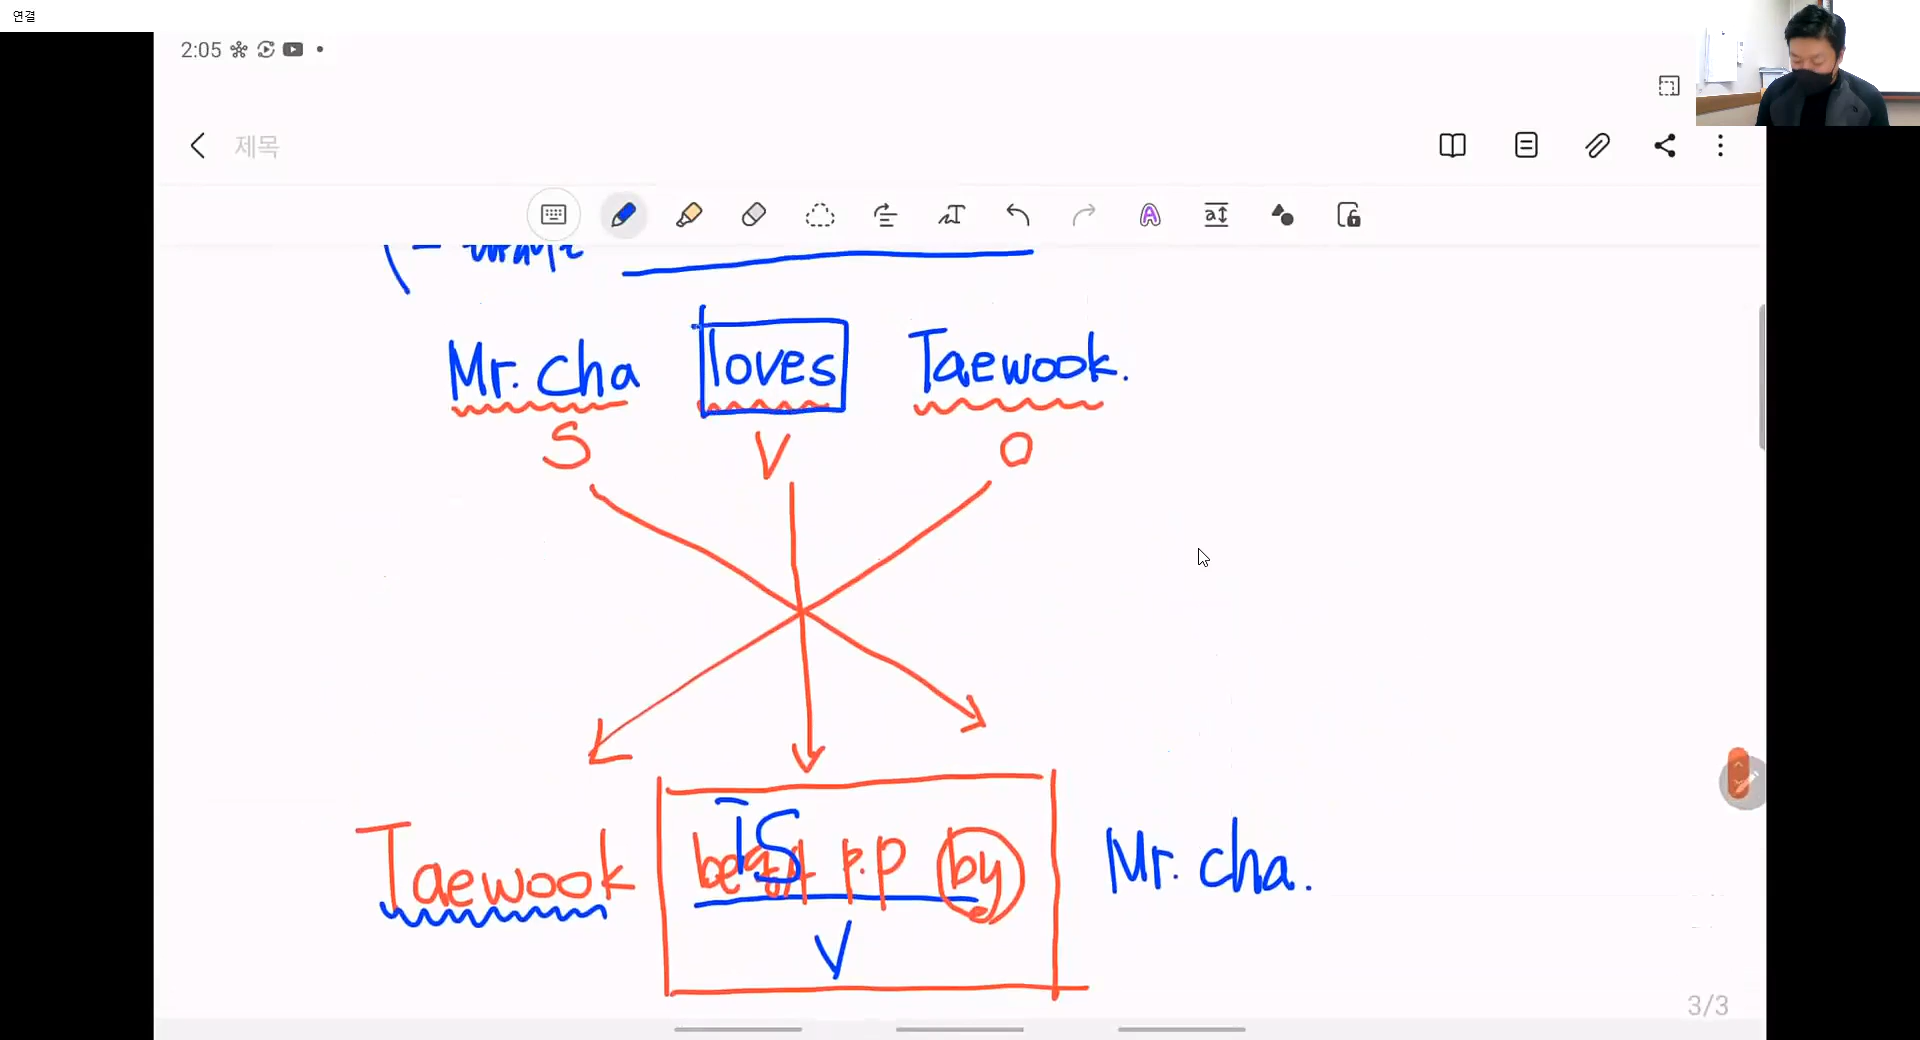 연결
2:05
제목
Mr. Cha loves Taewook.
S V O
Taewook is p.p by Mr. Cha.
V
3/3